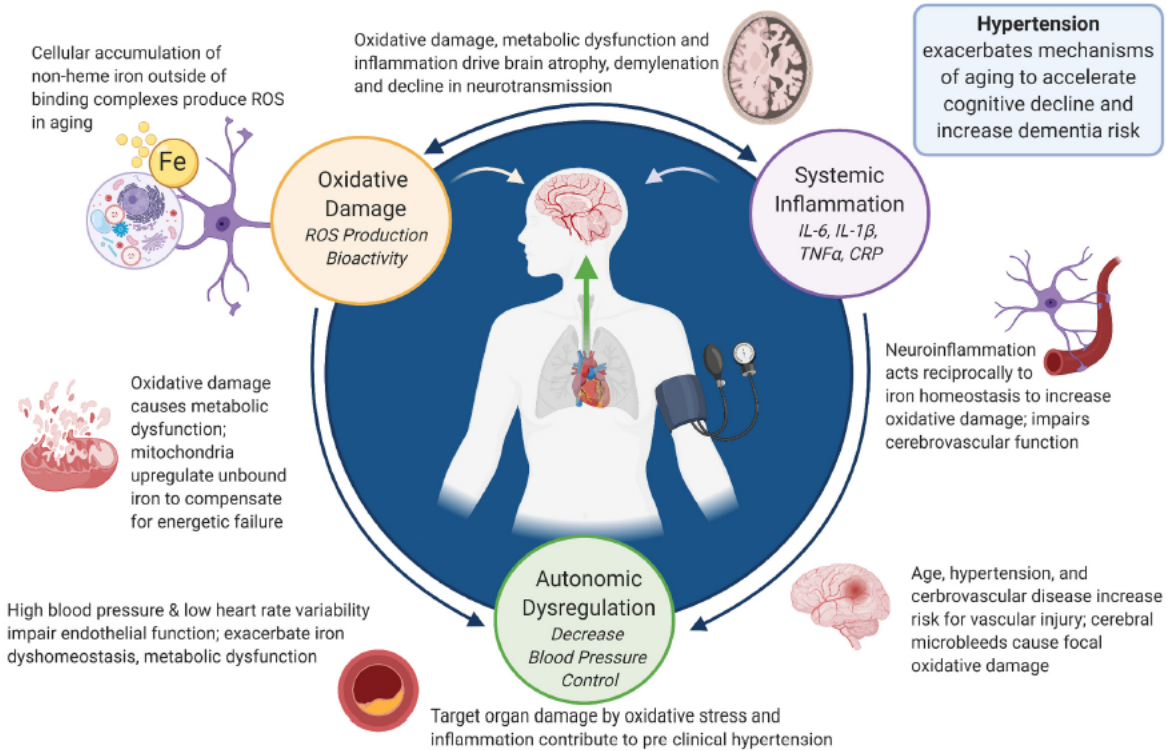 Cellular accumulation of
non-heme iron outside of
binding complexes produce ROS
in aging
Oxidative damage, metabolic dysfunction and
inflammation drive brain atrophy, demylenation
and decline in neurotransmission
Hypertension
exacerbates mechanisms
of aging to accelerate
cognitive decline and
increase dementia risk
Fe
Oxidative
Damage
ROS Production
Bioactivity
Systemic
Inflammation
IL-6, IL-1β,
TNFα, CRP
Neuroinflammation
acts reciprocally to
iron homeostasis to increase
oxidative damage; impairs
cerebrovascular function
Oxidative damage
causes metabolic
dysfunction;
mitochondria
upregulate unbound
iron to compensate
for energetic failure
Autonomic
Dysregulation
Decrease
Blood Pressure
Control
Age, hypertension, and
cerbrovascular disease increase
risk for vascular injury; cerebral
microbleeds cause focal
oxidative damage
High blood pressure & low heart rate variability
impair endothelial function; exacerbate iron
dyshomeostasis, metabolic dysfunction
Target organ damage by oxidative stress and
inflammation contribute to pre clinical hypertension